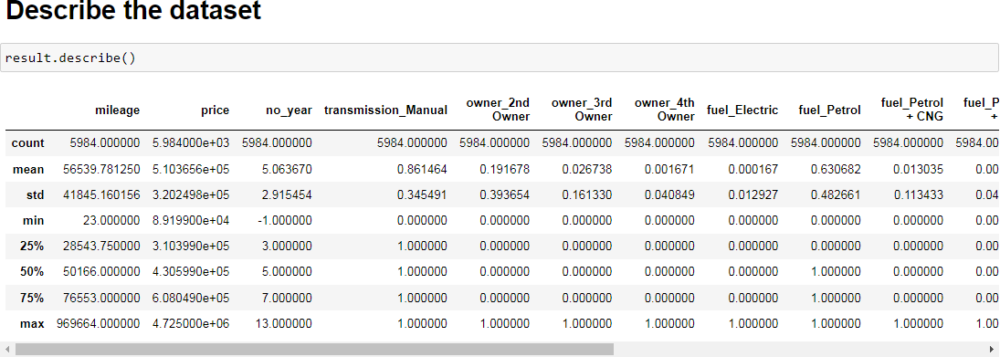 Describe the dataset
result.describe()
mileage price no_year transmission_Manual owner_2nd Owner owner_3rd Owner owner_4th Owner fuel_Electric fuel_Petrol fuel_Petrol + CNG fuel_P +
count 5984.000000 5.984000e+03 5984.000000 5984.000000 5984.000000 5984.000000 5984.000000 5984.000000 5984.000000 5984.000000 5984.0
mean 56539.781250 5.103656e+05 5.063670 0.861464 0.191678 0.026738 0.001671 0.000167 0.630682 0.013035 0.00
std 41845.160156 3.202498e+05 2.915454 0.345491 0.393654 0.161330 0.040849 0.012927 0.482661 0.113433 0.04
min 23.000000 8.919900e+04 -1.000000 0.000000 0.000000 0.000000 0.000000 0.000000 0.000000 0.000000 0.00
25% 28543.750000 3.103990e+05 3.000000 1.000000 0.000000 0.000000 0.000000 0.000000 0.000000 0.000000 0.00
50% 50166.000000 4.305990e+05 5.000000 1.000000 0.000000 0.000000 0.000000 0.000000 1.000000 0.000000 0.00
75% 76553.000000 6.080490e+05 7.000000 1.000000 0.000000 0.000000 0.000000 0.000000 1.000000 0.000000 0.00
max 969664.000000 4.725000e+06 13.000000 1.000000 1.000000 1.000000 1.000000 1.000000 1.000000 1.000000 1.00